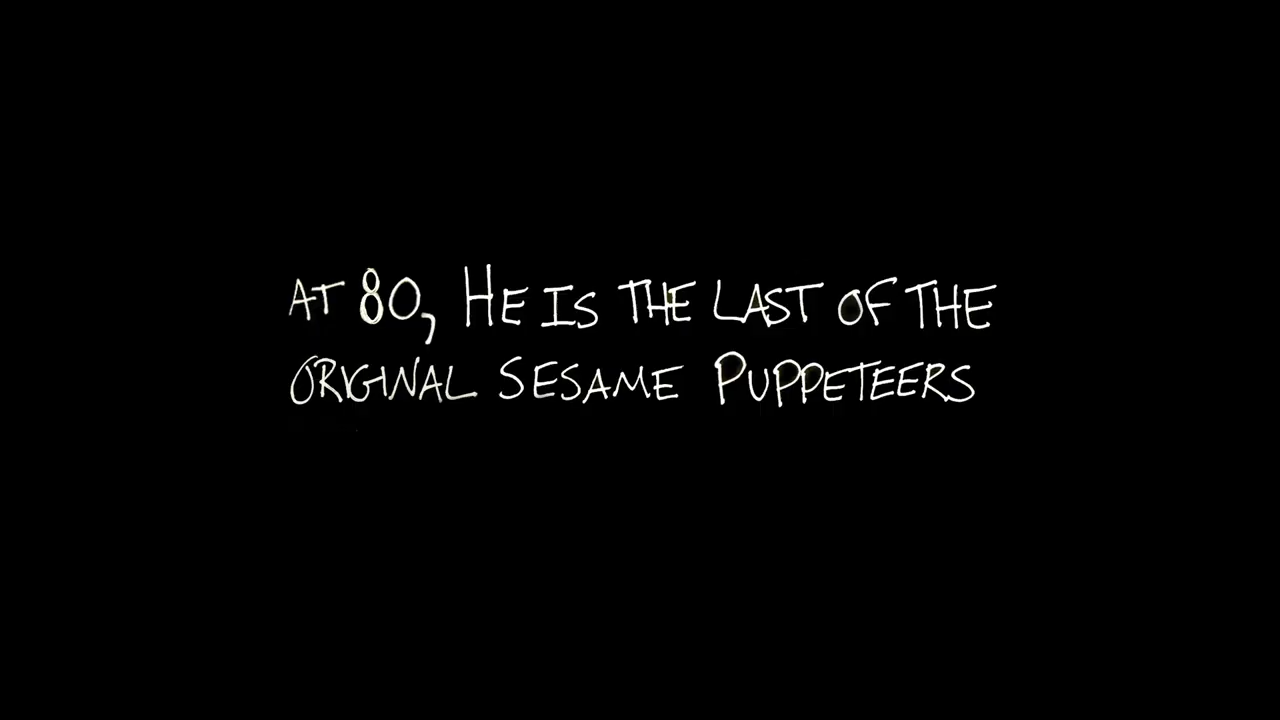 AT 80, HE IS THE LAST OF THE
ORIGINAL SESAME PUPPETEERS